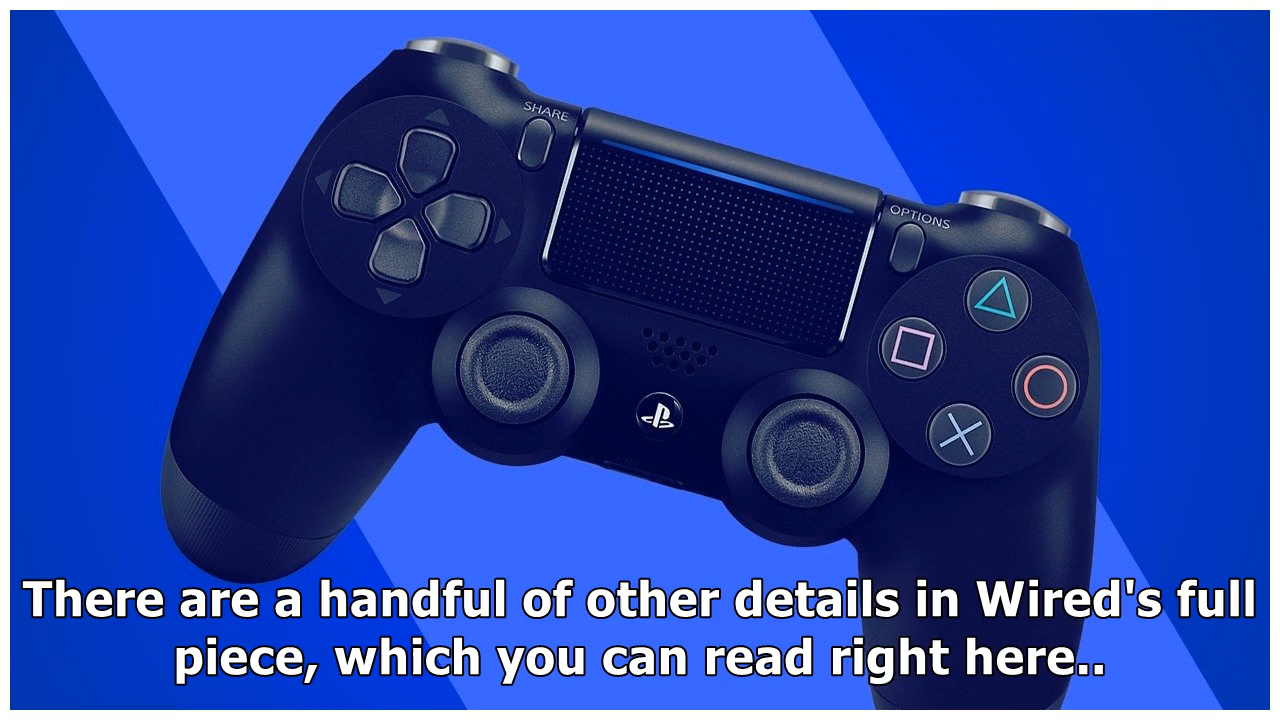 SHARE
OPTIONS
There are a handful of other details in Wired's full
piece, which you can read right here..